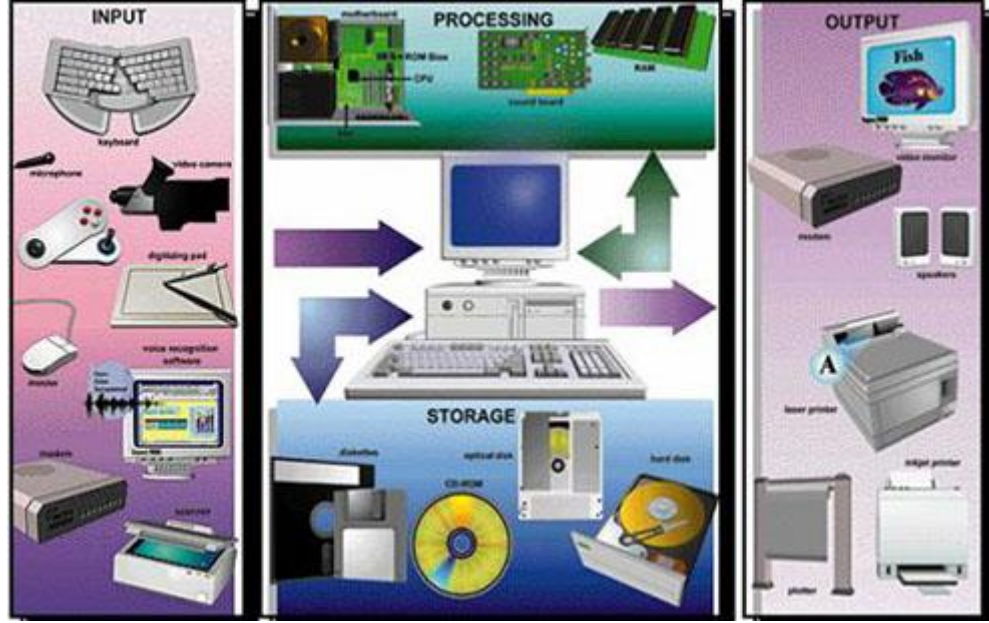 INPUT
keyboard
microphone
video camera
digitizing pad
mouse
voice recognition
software
modem
scanner
PROCESSING
motherboard
ROM Bios
CPU
sound board
RAM
STORAGE
diskettes
optical disk
CD-ROM
hard disk
OUTPUT
Fish
video monitor
modem
speakers
A
laser printer
inkjet printer
plotter